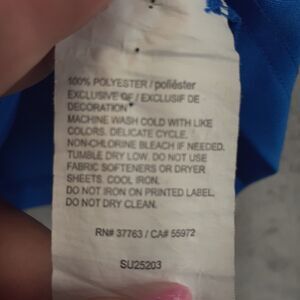 100% POLYESTER / poliéster
EXCLUSIVE OF / EXCLUSIF DE
DECORATION
MACHINE WASH COLD WITH LIKE
COLORS. DELICATE CYCLE.
NON-CHLORINE BLEACH IF NEEDED.
TUMBLE DRY LOW. DO NOT USE
FABRIC SOFTENERS OR DRYER
SHEETS. COOL IRON.
DO NOT IRON ON PRINTED LABEL.
DO NOT DRY CLEAN.
RN# 37763 / CA# 55972
SU25203